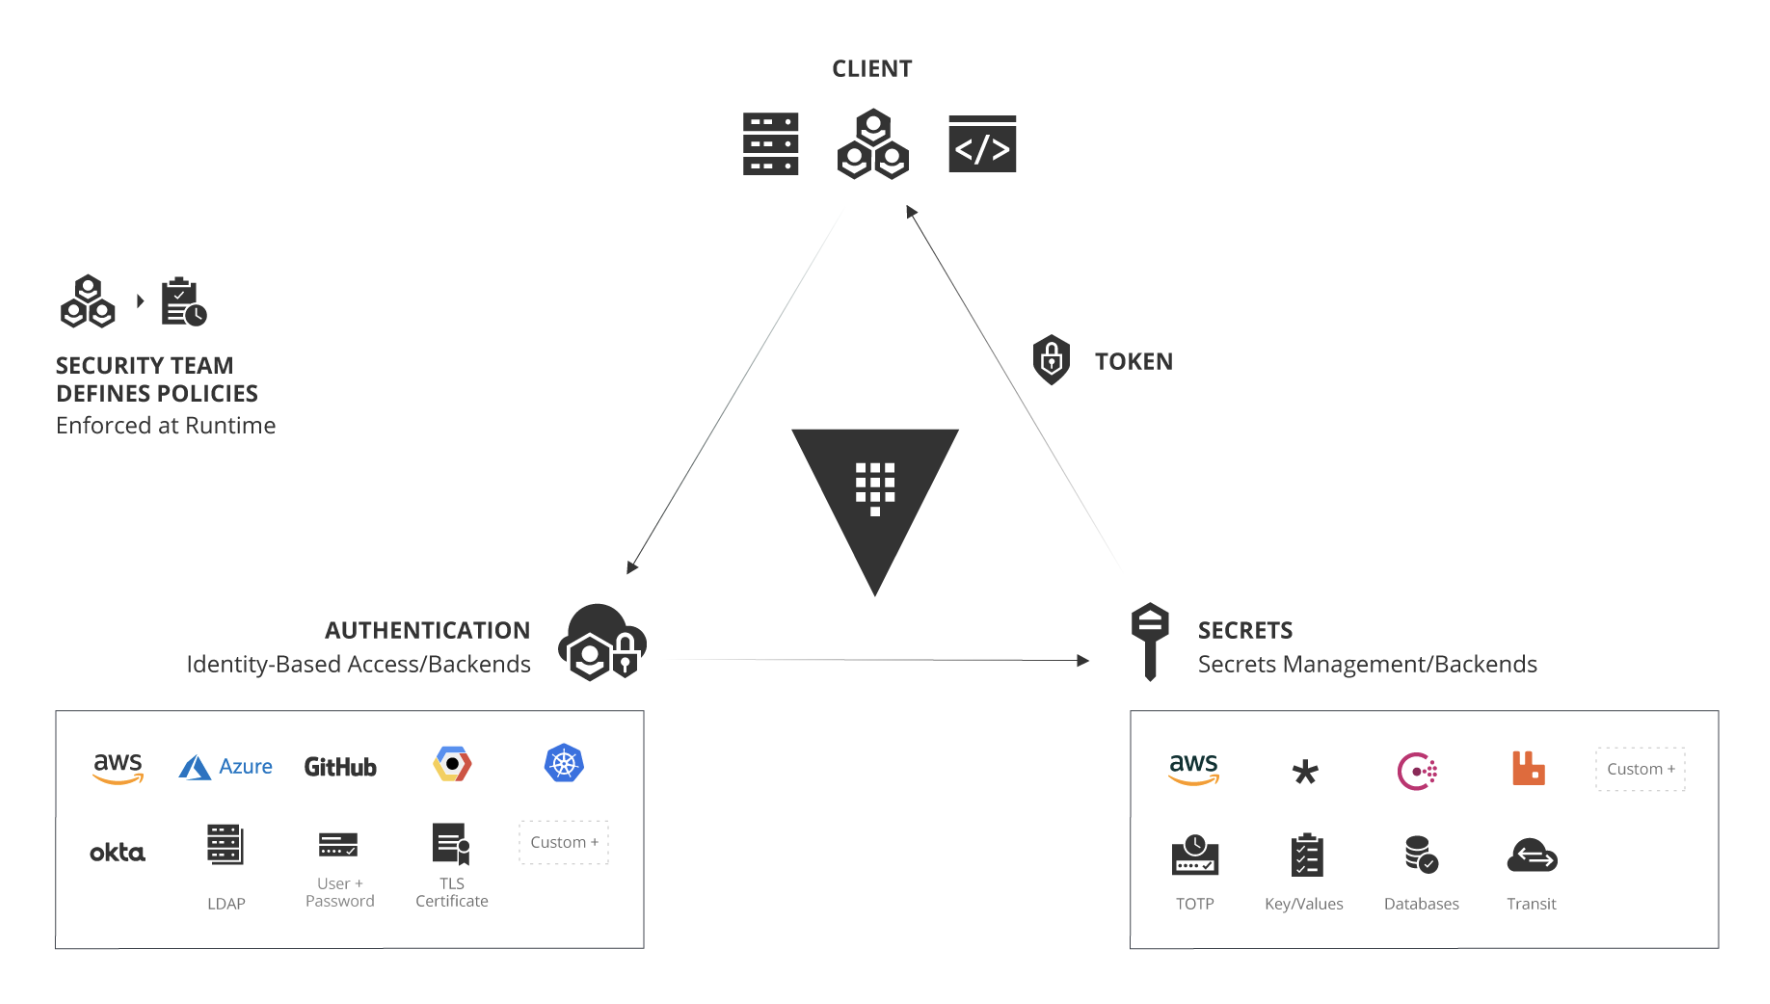 CLIENT
</>
SECURITY TEAM
DEFINES POLICIES
Enforced at Runtime
TOKEN
AUTHENTICATION
Identity-Based Access/Backends
SECRETS
Secrets Management/Backends
aws
Azure
GitHub
okta
LDAP
User +
Password
TLS
Certificate
Custom +
aws
*
Custom +
TOTP
Key/Values
Databases
Transit